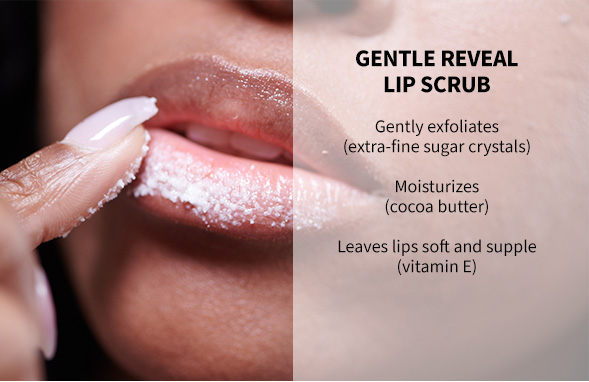 GENTLE REVEAL
LIP SCRUB
Gently exfoliates
(extra-fine sugar crystals)
Moisturizes
(cocoa butter)
Leaves lips soft and supple
(vitamin E)